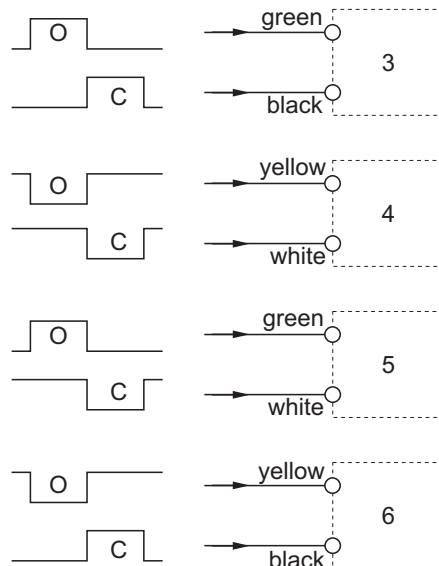 O green
3
C black
O yellow
4
C white
O green
5
C white
O yellow
6
C black